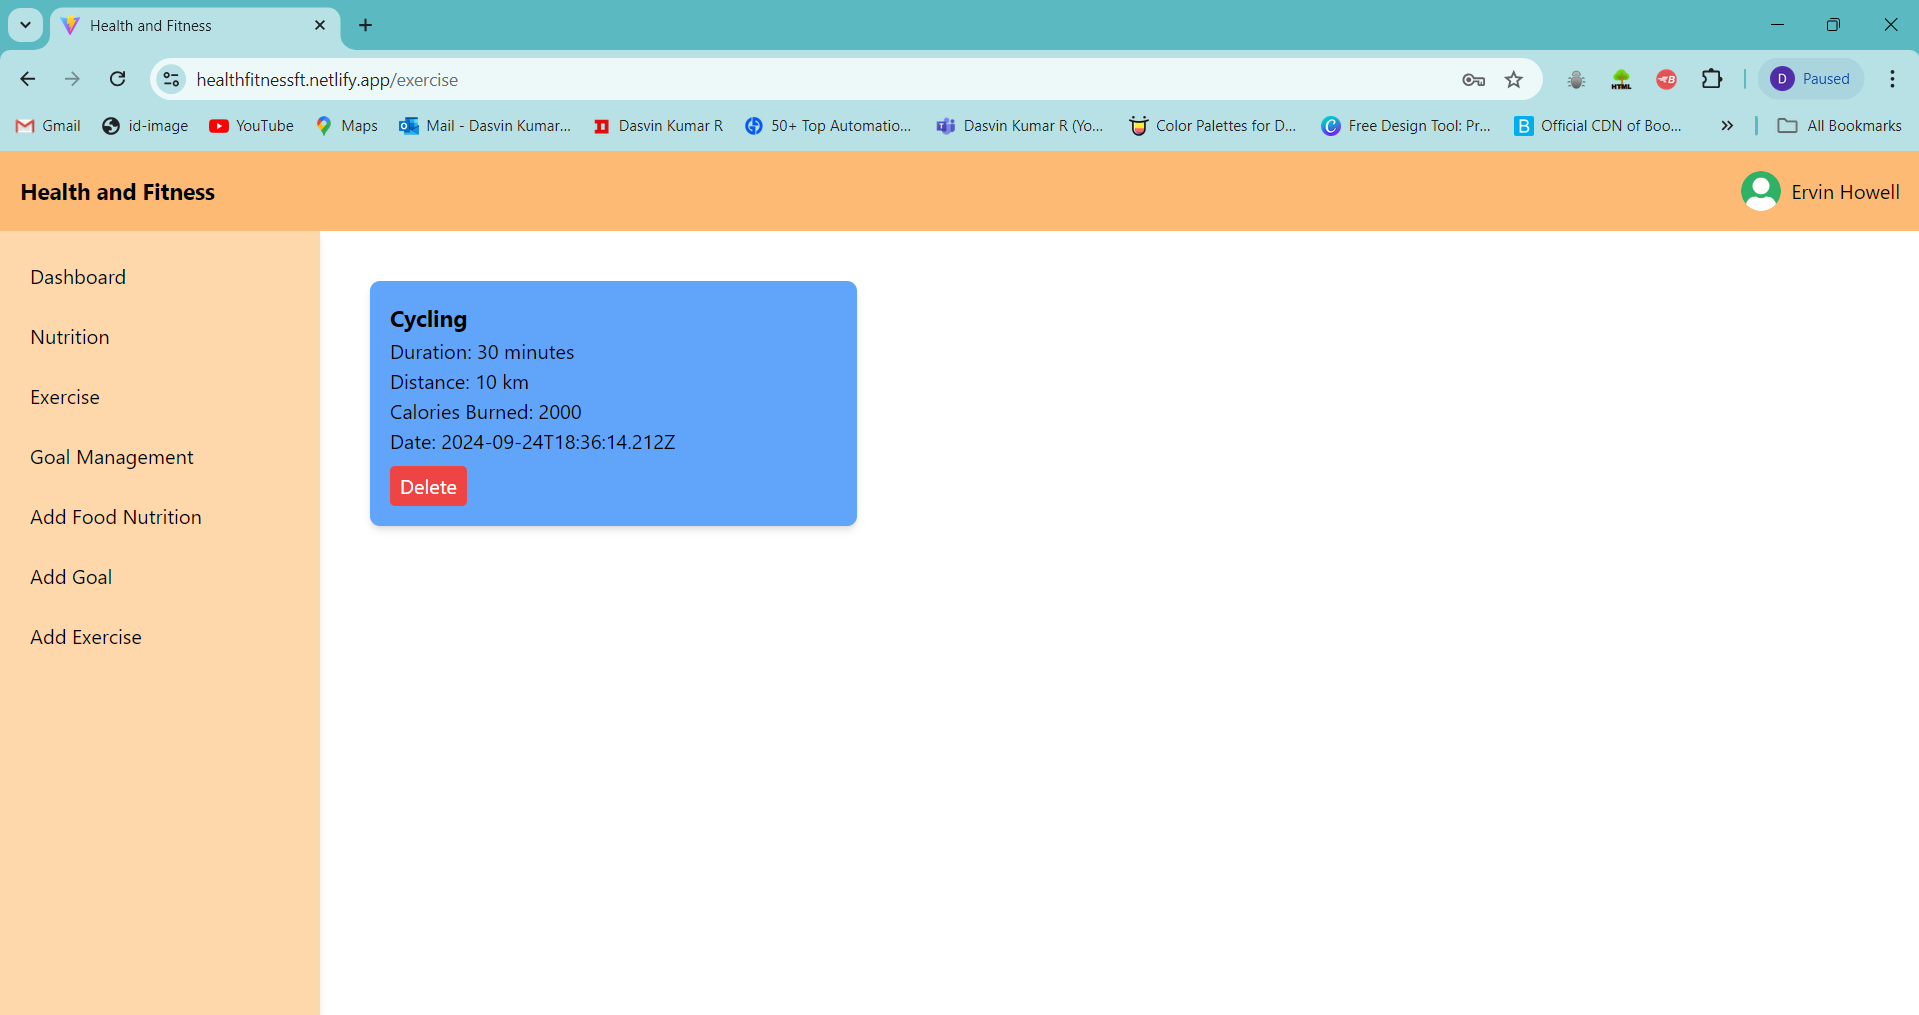 Health and Fitness
healthfitnessft.netlify.app/exercise
D Paused
Gmail id-image YouTube Maps Mail - Dasvin Kumar... Dasvin Kumar R 50+ Top Automatio... Dasvin Kumar R (Yo... Color Palettes for D... Free Design Tool: Pr... B Official CDN of Boo... All Bookmarks
Health and Fitness
Ervin Howell
Dashboard
Nutrition
Exercise
Goal Management
Add Food Nutrition
Add Goal
Add Exercise
Cycling
Duration: 30 minutes
Distance: 10 km
Calories Burned: 2000
Date: 2024-09-24T18:36:14.212Z
Delete